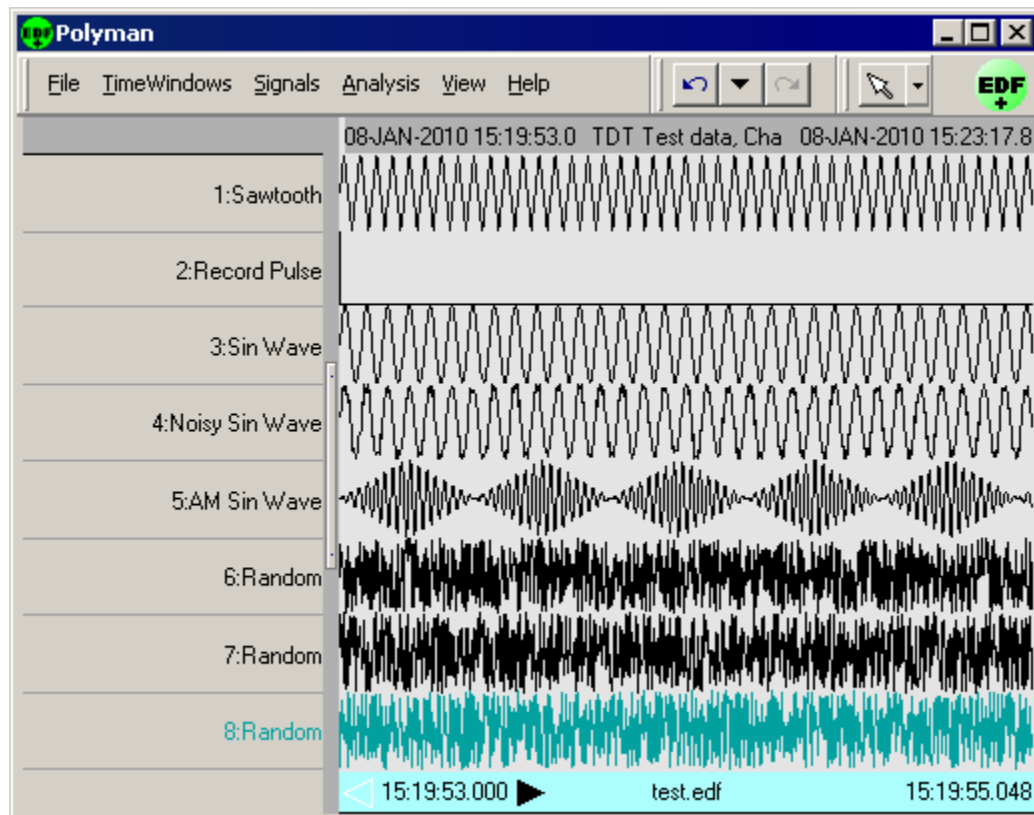 EDF + Polyman
File TimeWindows Signals Analysis View Help EDF +
08-JAN-2010 15:19:53.0 TDT Test data, Cha 08-JAN-2010 15:23:17.8
1:Sawtooth
2:Record Pulse
3:Sin Wave
4:Noisy Sin Wave
5:AM Sin Wave
6:Random
7:Random
8:Random
15:19:53.000 test.edf 15:19:55.048